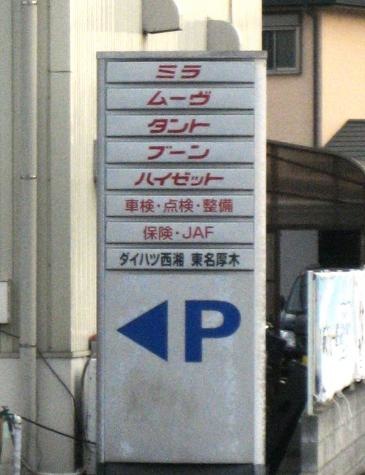 ミラ
ムーヴ
タント
ブーン
ハイゼット
車検・点検・整備
保険・JAF
ダイハツ西湘 東名厚木
P